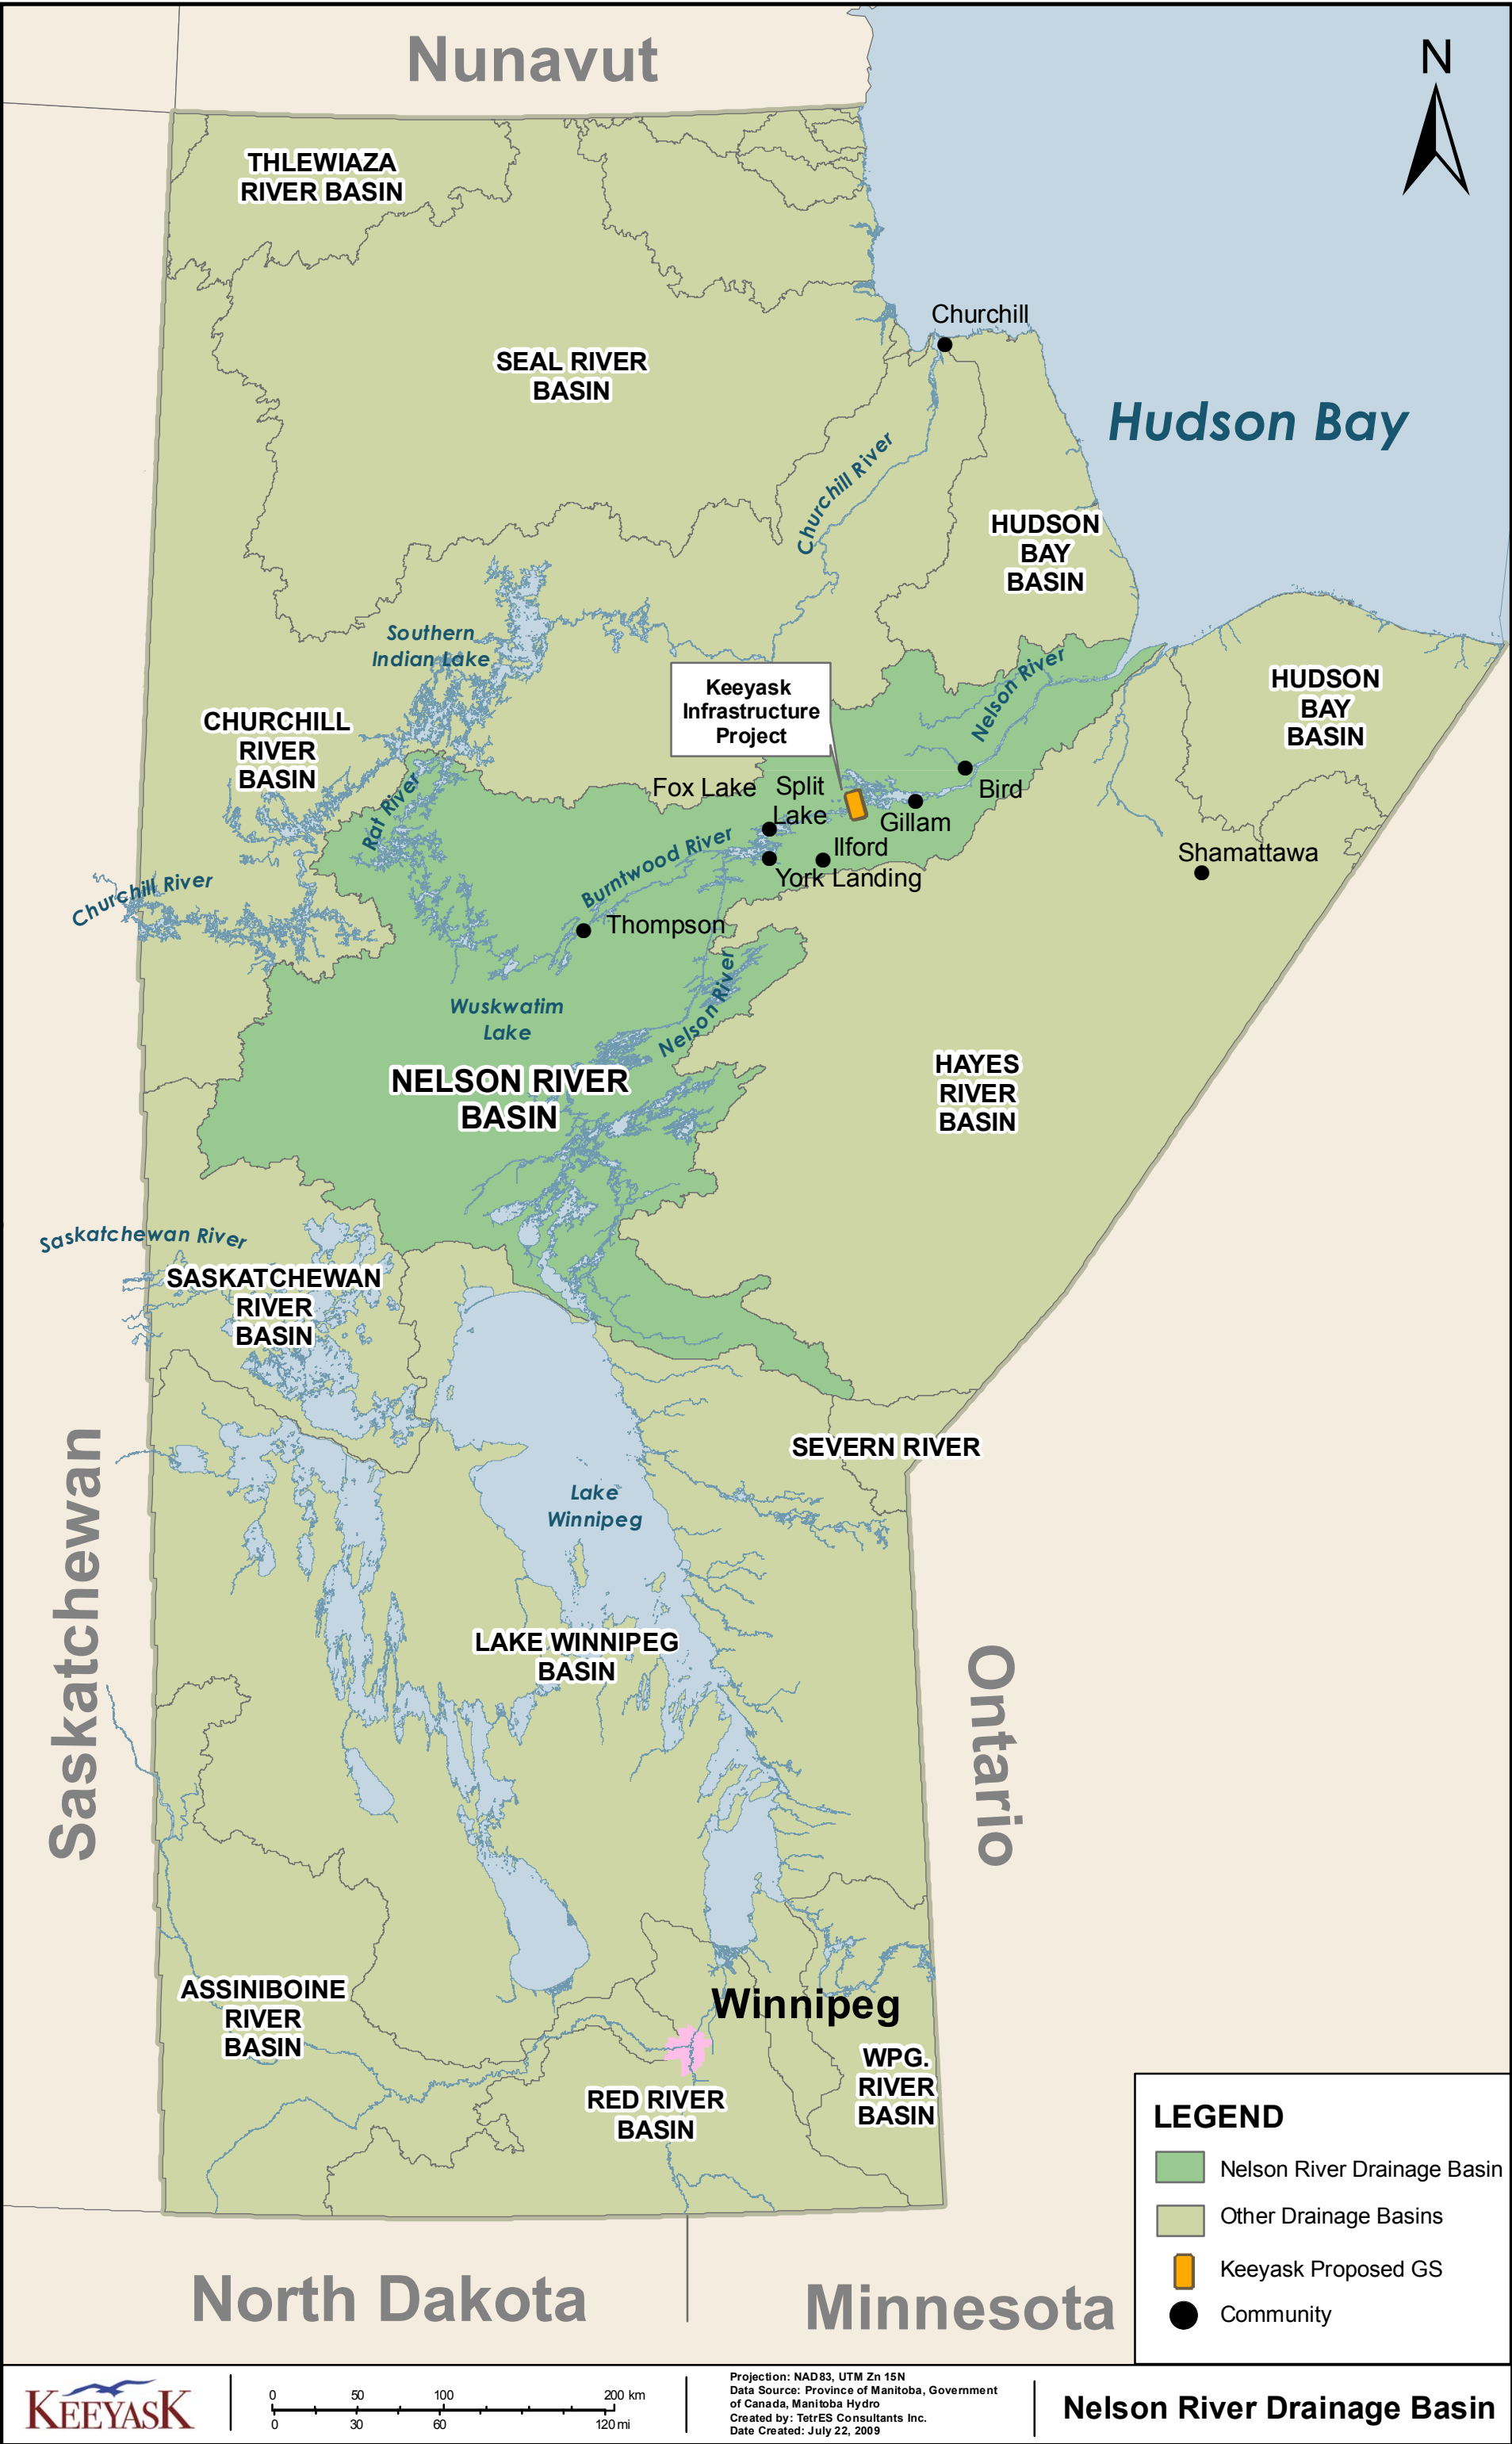 Nunavut
N
THLEWIAZA
RIVER BASIN
Churchill
SEAL RIVER
BASIN
Hudson Bay
Churchill River
HUDSON
BAY
BASIN
Southern
Indian Lake
Nelson River
Keeyask
Infrastructure
Project
HUDSON
BAY
BASIN
CHURCHILL
RIVER
BASIN
Rat River
Fox Lake
Split
Lake
Bird
Gillam
Ilford
York Landing
Burntwood River
Shamattawa
Churchill River
Thompson
Nelson River
Wuskwatim
Lake
NELSON RIVER
BASIN
HAYES
RIVER
BASIN
Saskatchewan River
SASKATCHEWAN
RIVER
BASIN
SEVERN RIVER
Saskatchewan
Lake
Winnipeg
LAKE WINNIPEG
BASIN
Ontario
ASSINIBOINE
RIVER
BASIN
Winnipeg
WPG.
RIVER
BASIN
RED RIVER
BASIN
LEGEND
Nelson River Drainage Basin
Other Drainage Basins
Keeyask Proposed GS
Community
North Dakota
Minnesota
KEEYASK
0 50 100 200 km
0 30 60 120 mi
Projection: NAD83, UTM Zn 15N
Data Source: Province of Manitoba, Government
of Canada, Manitoba Hydro
Created by: TetrES Consultants Inc.
Date Created: July 22, 2009
Nelson River Drainage Basin